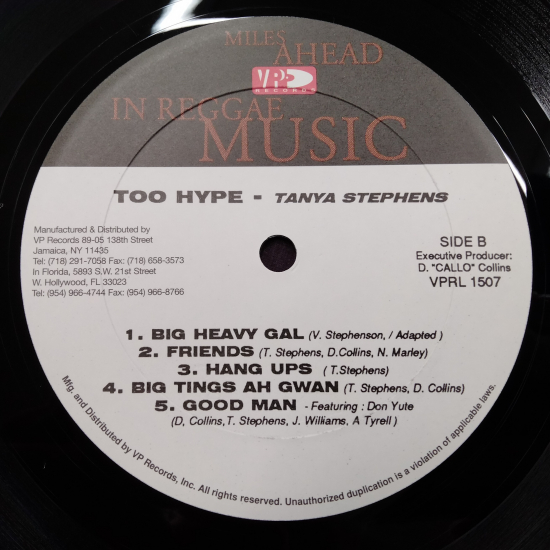 MILES
AHEAD
VP
RECORDS
IN REGGAE
MUSIC
TOO HYPE - TANYA STEPHENS
Manufactured & Distributed by
VP Records 89-05 138th Street
Jamaica, NY 11435
Tel: (718) 291-7058 Fax: (718) 658-3573
In Florida, 5893 S.W. 21st Street
W. Hollywood, FL 33023
Tel: (954) 966-4744 Fax: (954) 966-8766
SIDE B
Executive Producer:
D. "CALLO" Collins
VPRL 1507
1. BIG HEAVY GAL (V. Stephenson, / Adapted )
2. FRIENDS (T. Stephens, D.Collins, N. Marley)
3. HANG UPS ( T.Stephens)
4. BIG TINGS AH GWAN (T. Stephens, D. Collins)
5. GOOD MAN - Featuring : Don Yute
(D, Collins,T. Stephens, J. Williams, A Tyrell )
Mfg. and Distributed by VP Records, Inc. All rights reserved. Unauthorized duplication is a violation of applicable laws.